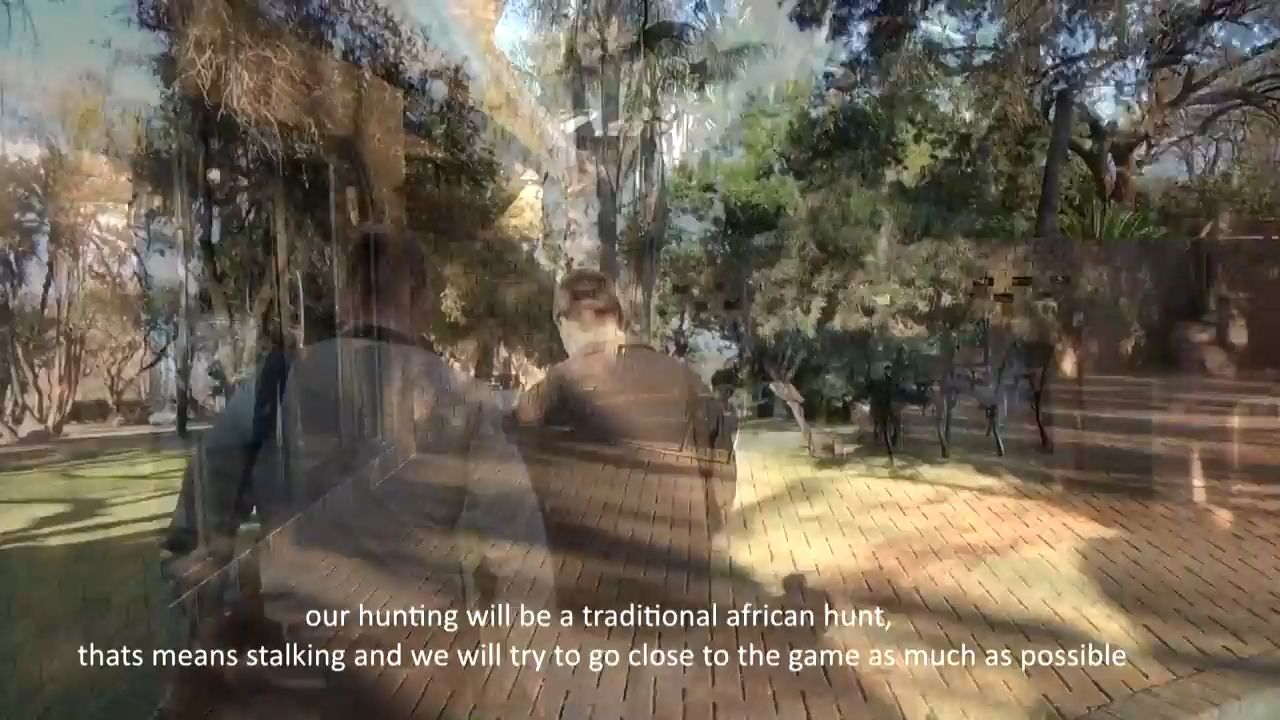 our hunting will be a traditional african hunt,
thats means stalking and we will try to go close to the game as much as possible